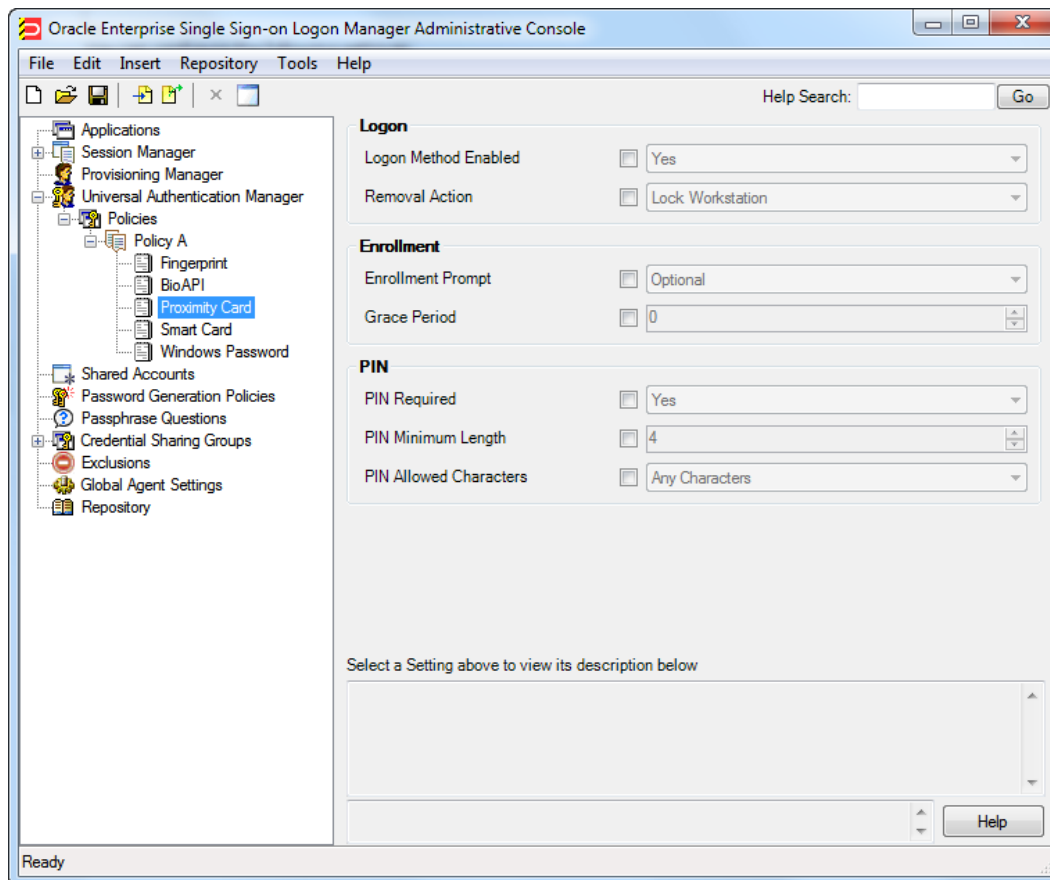 Oracle Enterprise Single Sign-on Logon Manager Administrative Console
File Edit Insert Repository Tools Help
Help Search: Go
Applications
Session Manager
Provisioning Manager
Universal Authentication Manager
Policies
Policy A
Fingerprint
BioAPI
Proximity Card
Smart Card
Windows Password
Shared Accounts
Password Generation Policies
Passphrase Questions
Credential Sharing Groups
Exclusions
Global Agent Settings
Repository
Logon
Logon Method Enabled Yes
Removal Action Lock Workstation
Enrollment
Enrollment Prompt Optional
Grace Period 0
PIN
PIN Required Yes
PIN Minimum Length 4
PIN Allowed Characters Any Characters
Select a Setting above to view its description below
Help
Ready